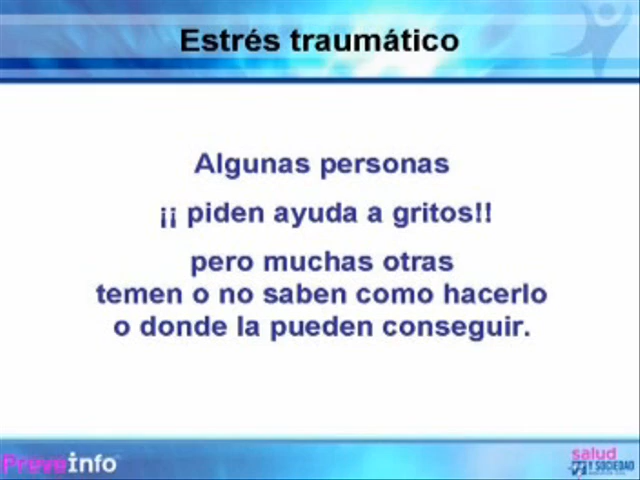 Estrés traumático
Algunas personas
¡¡ piden ayuda a gritos!!
pero muchas otras
temen o no saben como hacerlo
o donde la pueden conseguir.
PreveInfo
salud
Y SOCIEDAD